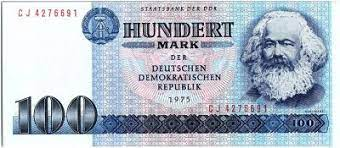 STAATSBANK DER DDR
CJ 4276691
HUNDERT
MARK
DER
DEUTSCHEN
DEMOKRATISCHEN
REPUBLIK
1975
CJ 4276691
100
100